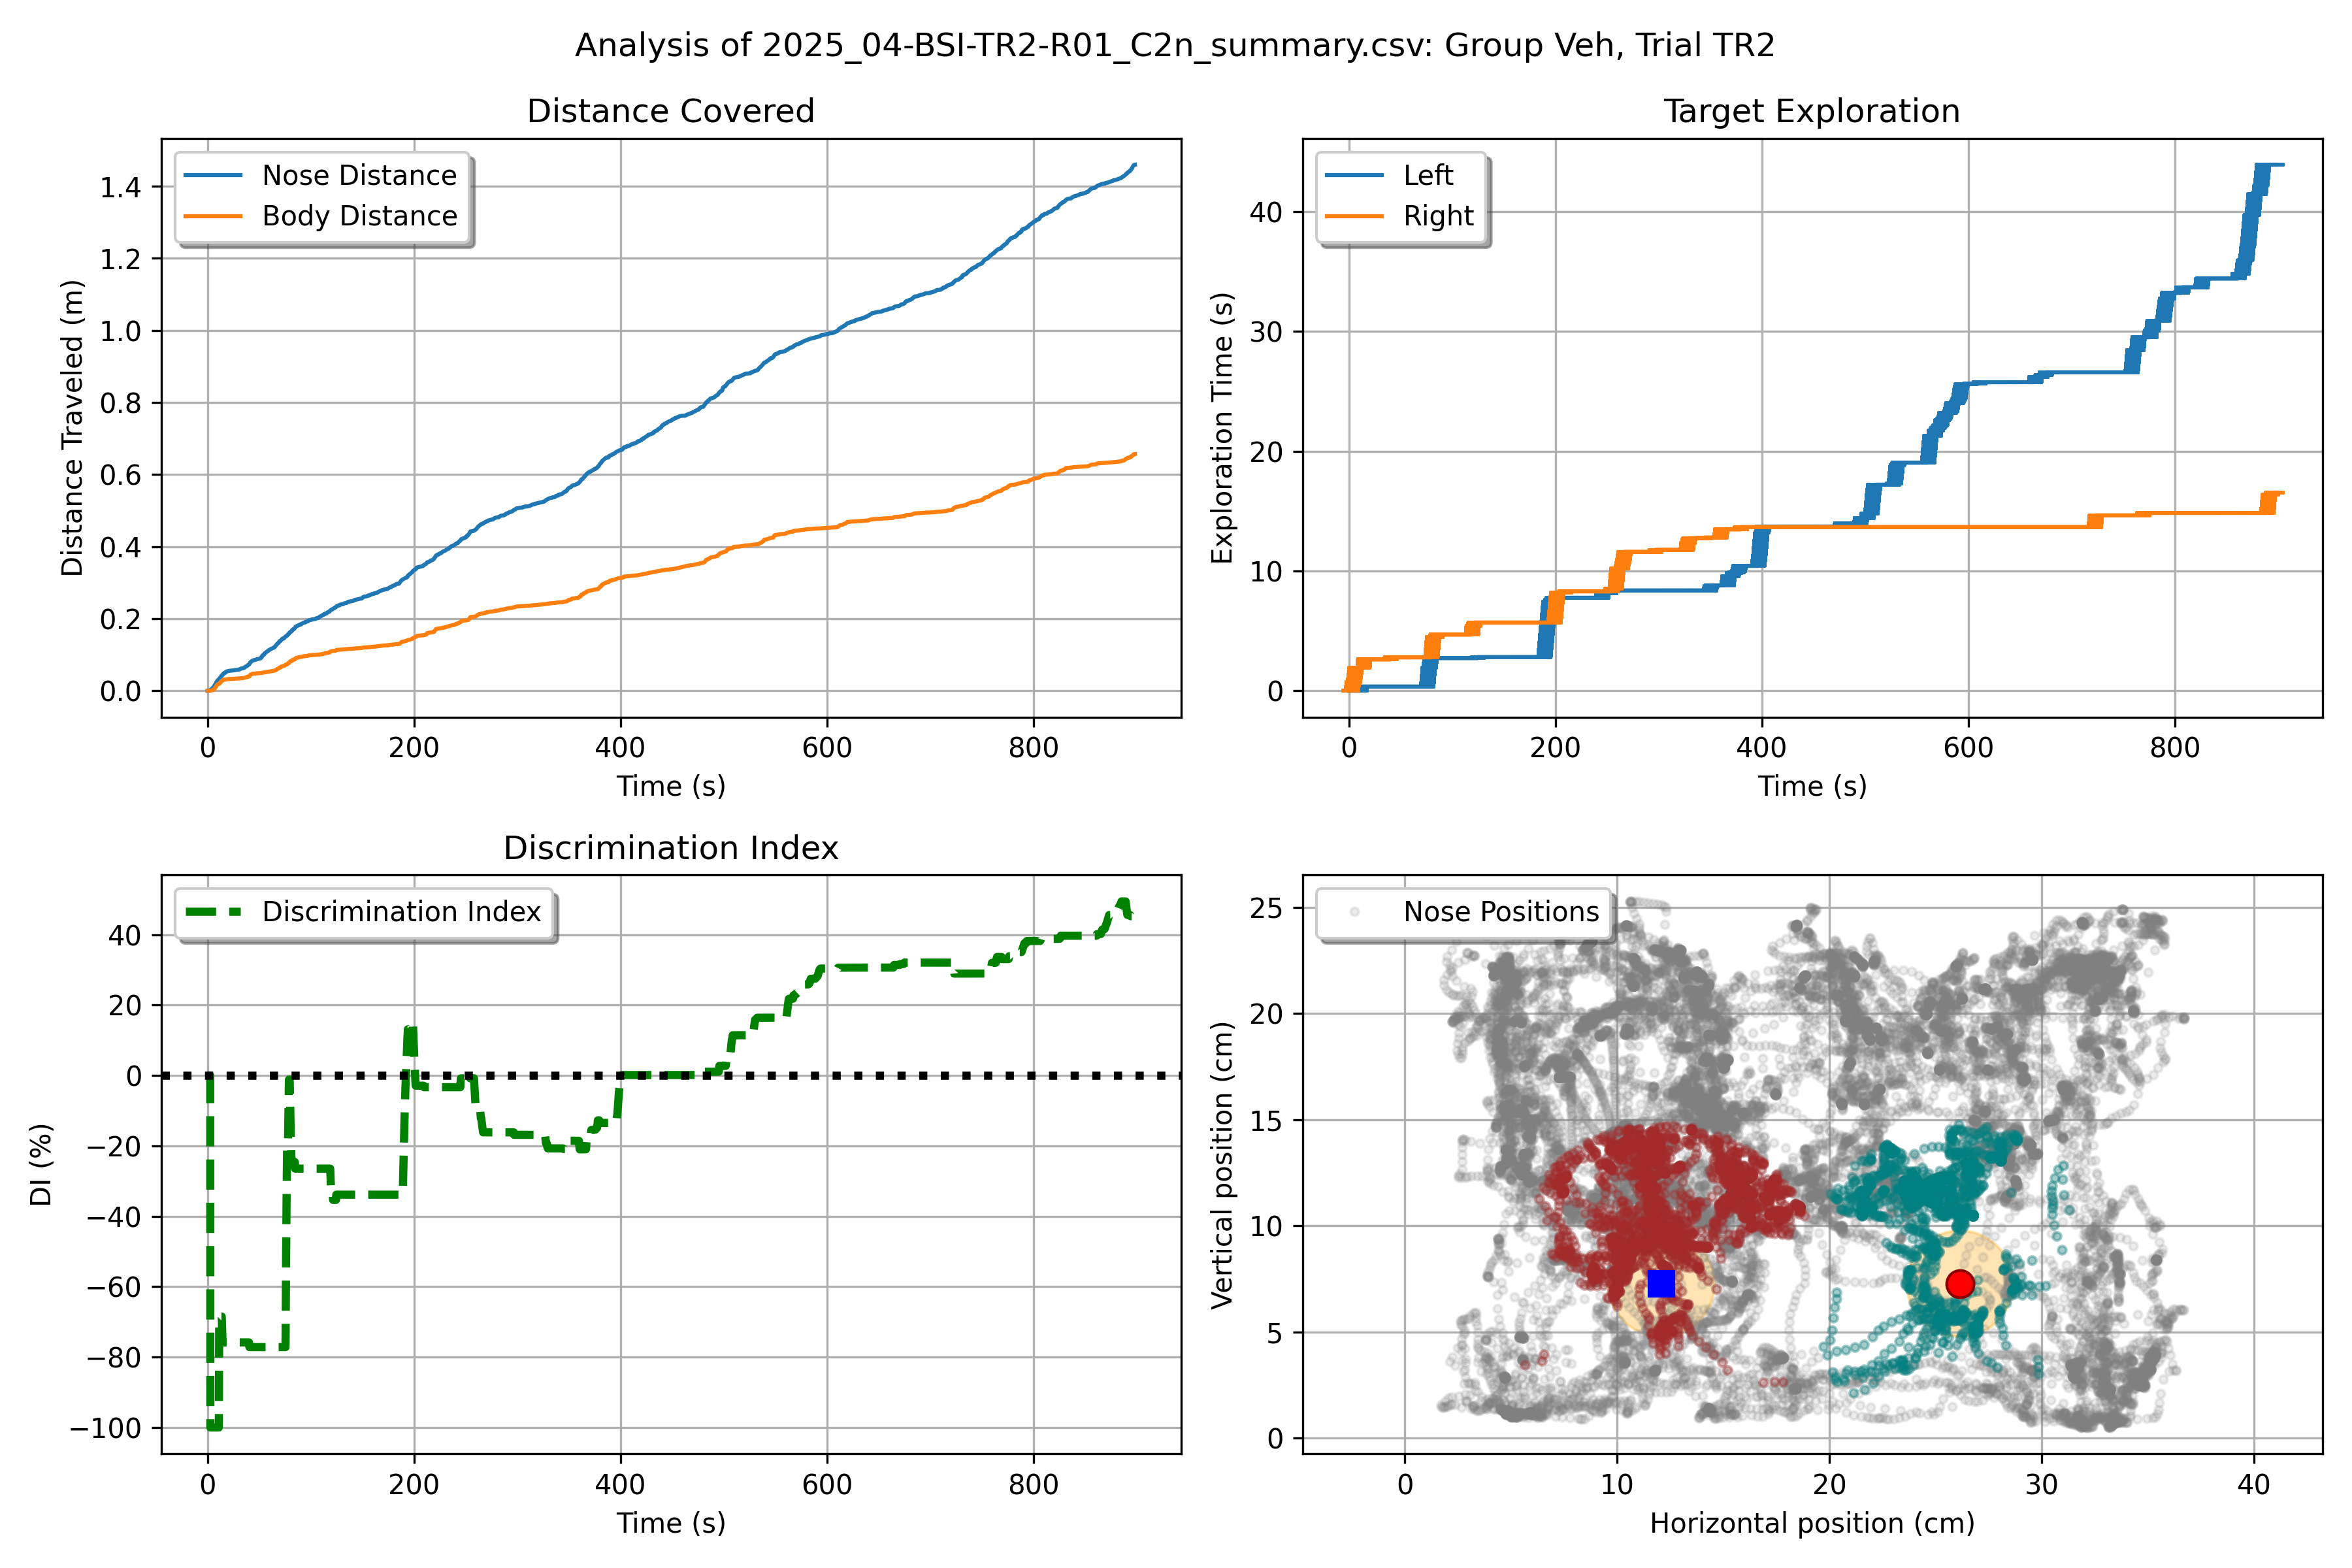 Analysis of 2025_04-BSI-TR2-R01_C2n_summary.csv: Group Veh, Trial TR2
Distance Covered
Nose Distance
Body Distance
Distance Traveled (m)
1.4
1.2
1.0
0.8
0.6
0.4
0.2
0.0
0 200 400 600 800
Time (s)
Target Exploration
Left
Right
Exploration Time (s)
40
30
20
10
0
0 200 400 600 800
Time (s)
Discrimination Index
Discrimination Index
DI (%)
40
20
0
−20
−40
−60
−80
−100
0 200 400 600 800
Time (s)
Nose Positions
Vertical position (cm)
25
20
15
10
5
0
0 10 20 30 40
Horizontal position (cm)